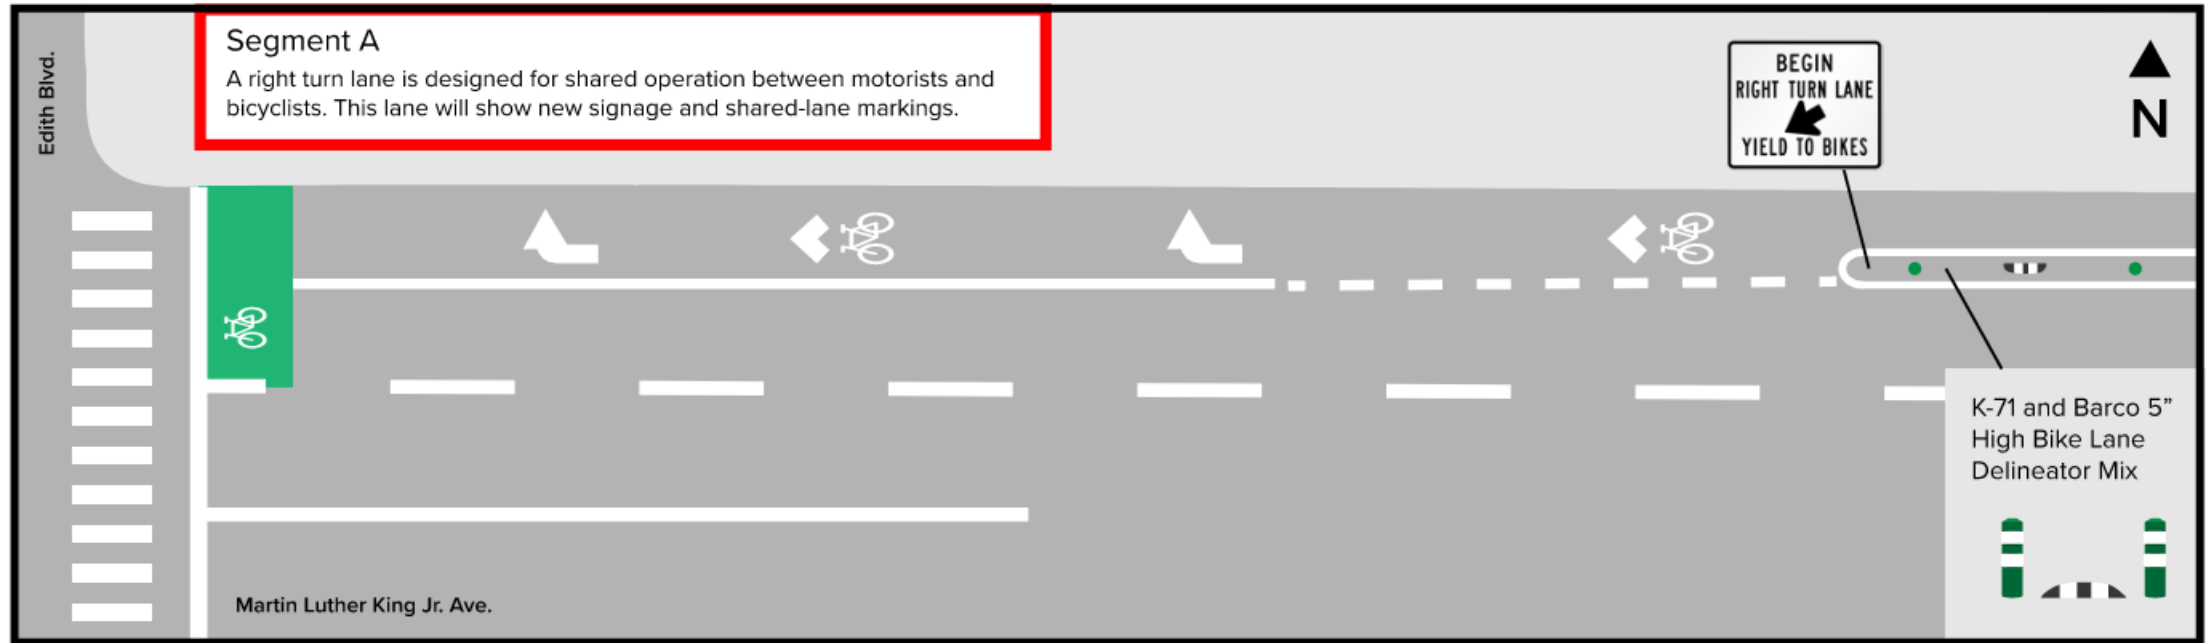 Edith Blvd.
Segment A
A right turn lane is designed for shared operation between motorists and
bicyclists. This lane will show new signage and shared-lane markings.
BEGIN
RIGHT TURN LANE
YIELD TO BIKES
N
K-71 and Barco 5”
High Bike Lane
Delineator Mix
Martin Luther King Jr. Ave.